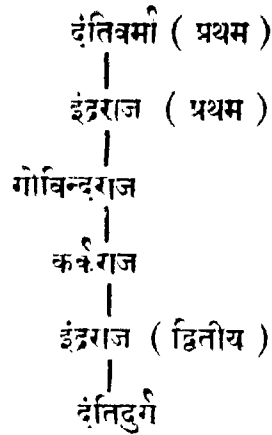 दंतिवर्मा ( प्रथम )
इंद्रराज ( प्रथम )
गोविन्दराज
कर्कराज
इंद्रराज ( द्वितीय )
दंतिदुर्ग